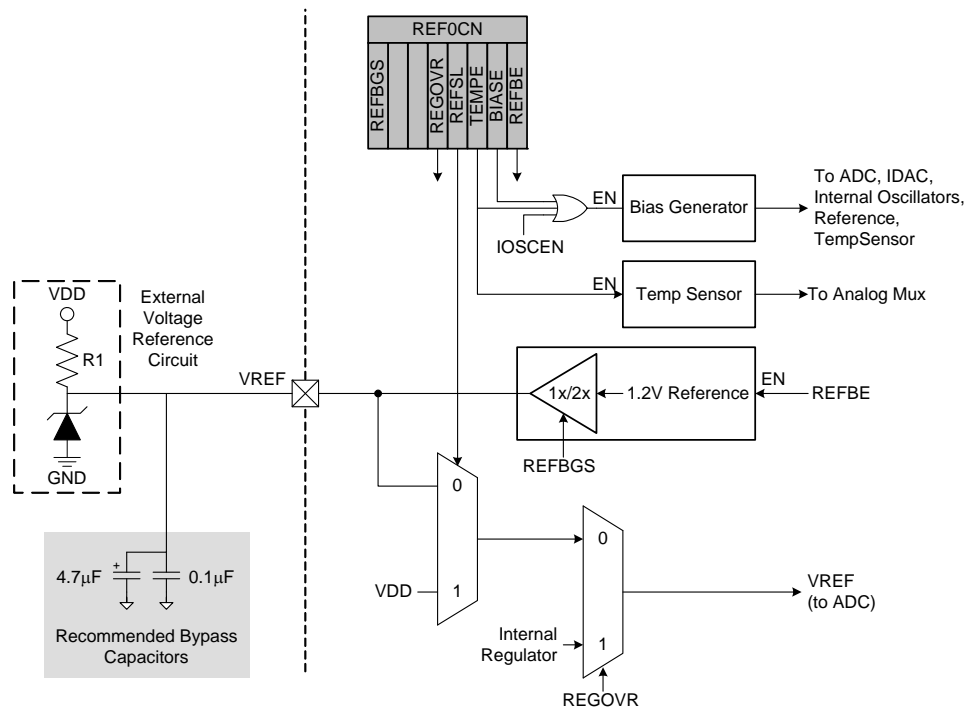 REF0CN
REFBGS
REGOVR
REFSL
TEMPE
BIASE
REFBE
EN
Bias Generator
To ADC, IDAC,
Internal Oscillators,
Reference,
TempSensor
IOSCEN
EN
Temp Sensor
To Analog Mux
VDD
External
Voltage
Reference
Circuit
R1
GND
VREF
1x/2x
1.2V Reference
EN
REFBE
REFBGS
0
VDD
1
0
Internal
Regulator
1
REGOVR
VREF
(to ADC)
+
4.7μF
0.1μF
Recommended Bypass
Capacitors